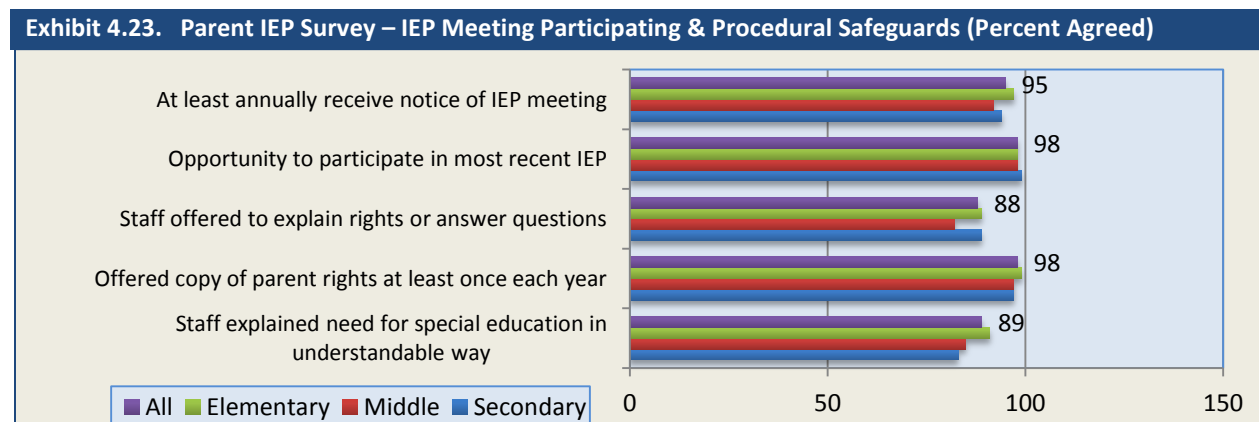 Exhibit 4.23. Parent IEP Survey – IEP Meeting Participating & Procedural Safeguards (Percent Agreed)
At least annually receive notice of IEP meeting
95
Opportunity to participate in most recent IEP
98
Staff offered to explain rights or answer questions
88
Offered copy of parent rights at least once each year
98
Staff explained need for special education in
understandable way
89
All Elementary Middle Secondary
0 50 100 150